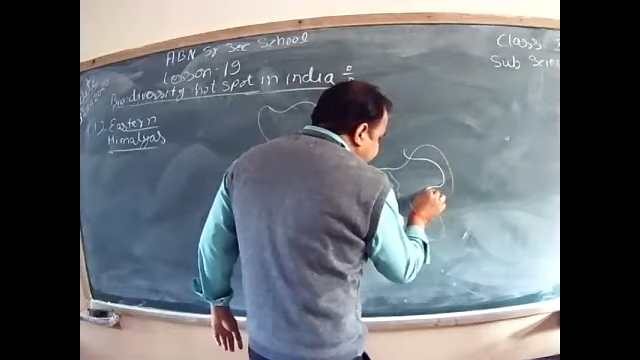 ABN Sr Sec School
Class
Sub Scien
Lesson-19
Biodiversity hot spot in india
(1) Eastern
Himalyas